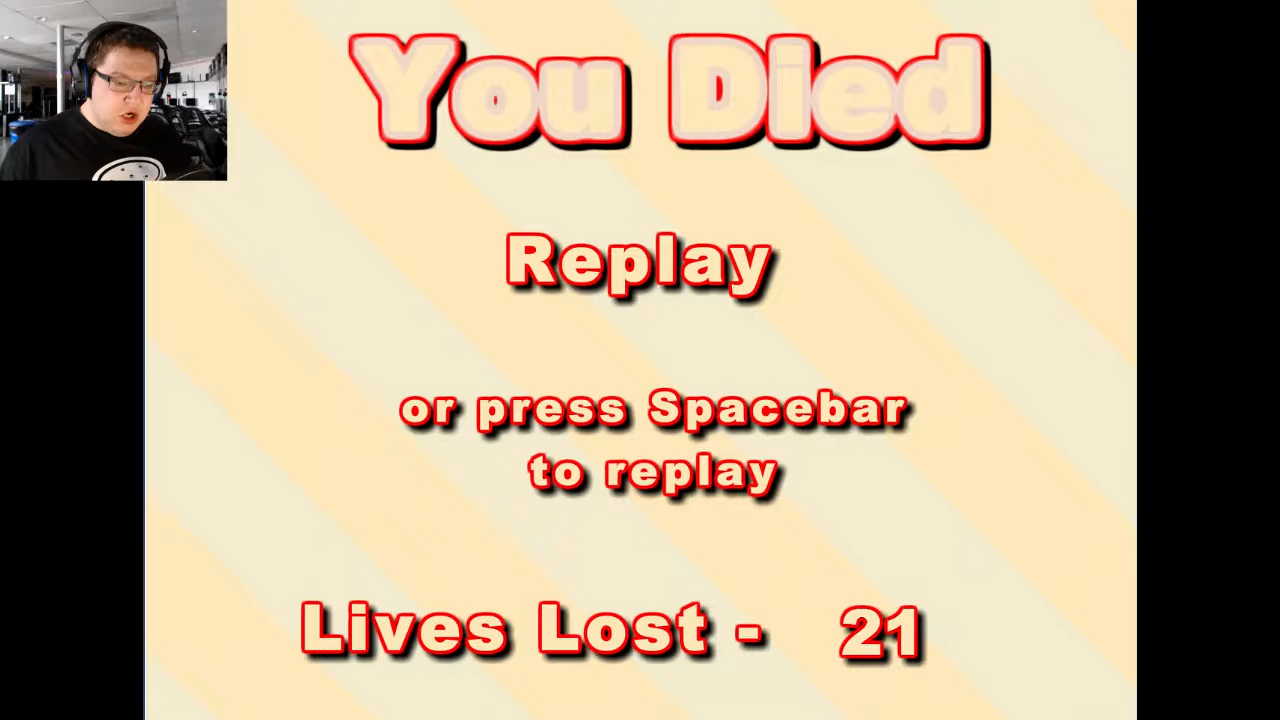 You Died
Replay
or press Spacebar
to replay
Lives Lost - 21